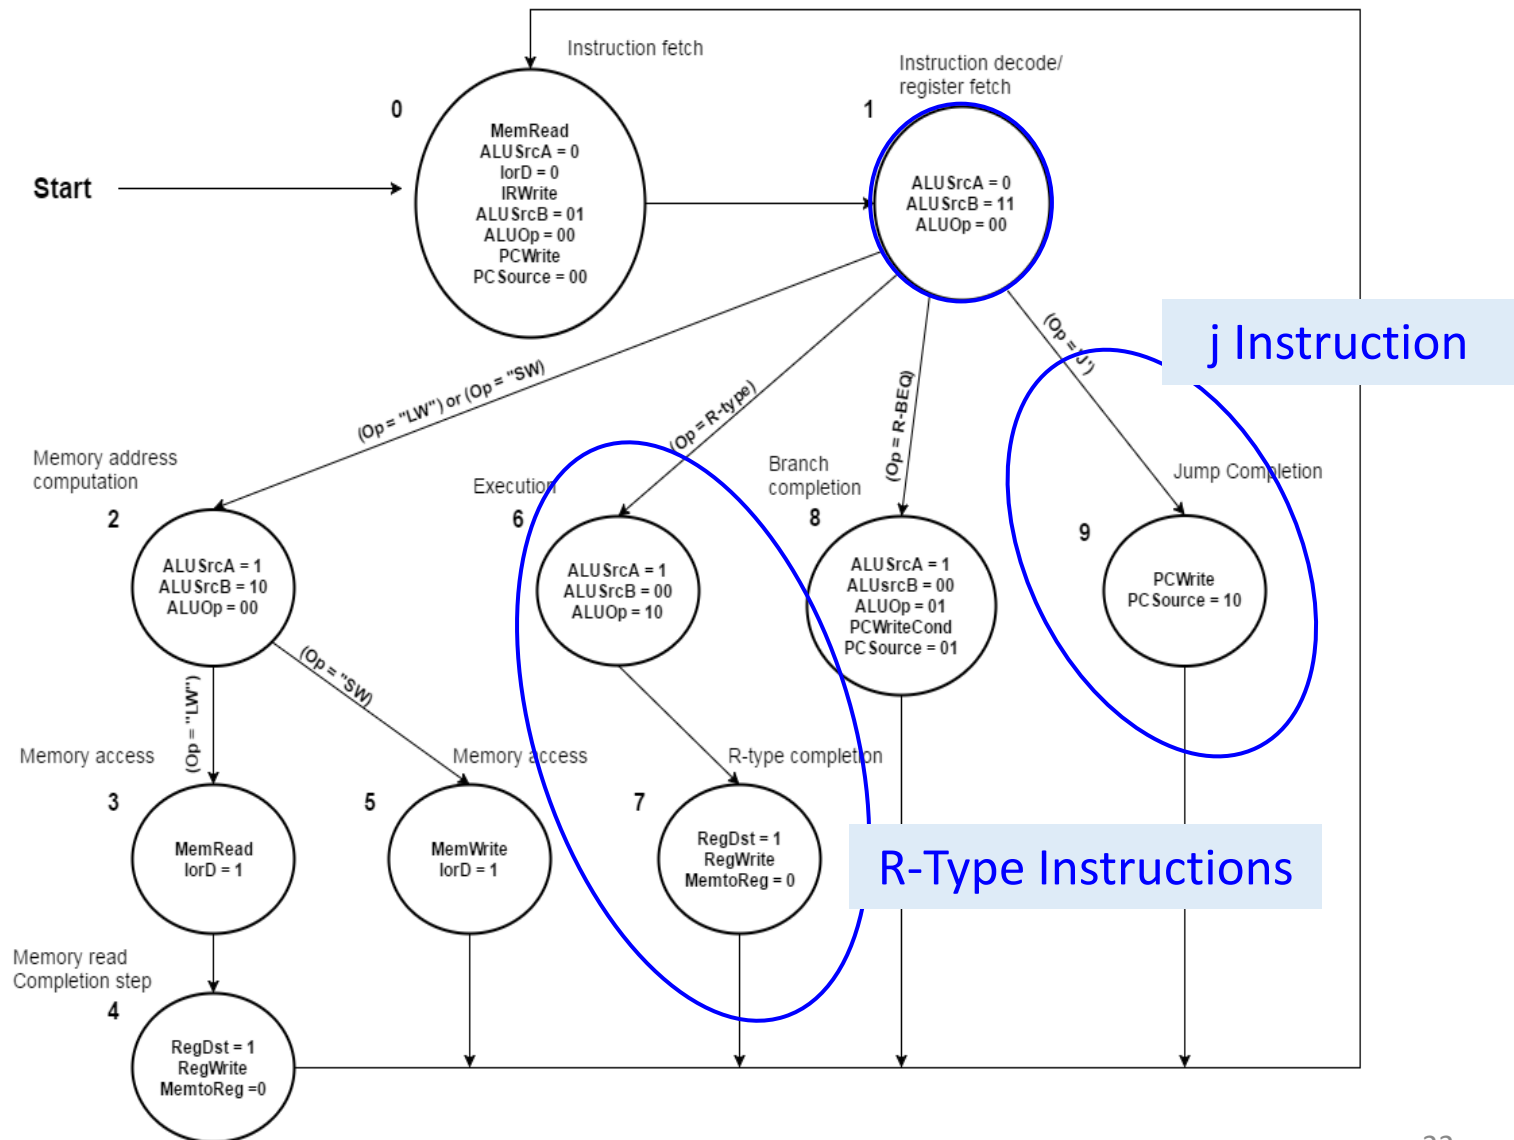 Instruction fetch
Instruction decode/
register fetch
0
1
MemRead
ALUSrcA = 0
IorD = 0
IRWrite
ALUSrcB = 01
ALUOp = 00
PCWrite
PCSource = 00
Start
ALUSrcA = 0
ALUSrcB = 11
ALUOp = 00
j Instruction
(Op = "LW") or (Op = "SW)
(Op = R-type)
(Op = R-BEQ)
(Op = 'J')
Memory address
computation
2
Execution
6
Branch
completion
8
Jump Completion
9
ALUSrcA = 1
ALUSrcB = 10
ALUOp = 00
ALUSrcA = 1
ALUSrcB = 00
ALUOp = 10
ALUSrcA = 1
ALUsrcB = 00
ALUOp = 01
PCWriteCond
PCSource = 01
PCWrite
PCSource = 10
(Op = "LW")
(Op = "SW)
Memory access
3
Memory access
5
R-type completion
7
MemRead
IorD = 1
MemWrite
IorD = 1
RegDst = 1
RegWrite
MemtoReg = 0
R-Type Instructions
Memory read
Completion step
4
RegDst = 1
RegWrite
MemtoReg =0